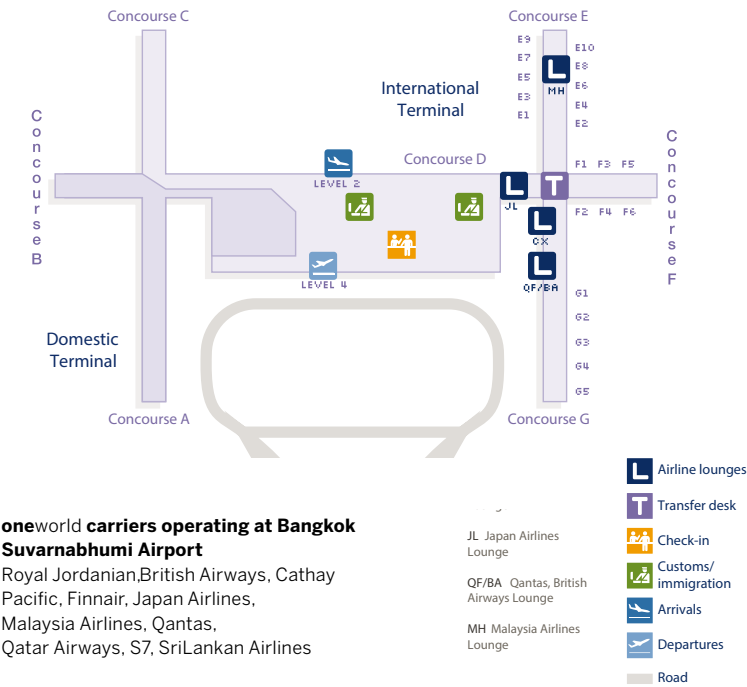 Concourse C
Concourse E
E9
E7
E5
E3
E1
E10
E8
E6
E4
E2
L
MH
International
Terminal
Concourse B
Concourse D
Concourse F
F1 F3 F5
LEVEL 2
L
JL
T
F2 F4 F6
L
CX
L
QF/BA
LEVEL 4
G1
G2
G3
G4
G5
Domestic
Terminal
Concourse A
Concourse G
L Airline lounges
T Transfer desk
Check-in
Customs/
immigration
Arrivals
Departures
Road
oneworld carriers operating at Bangkok
Suvarnabhumi Airport
Royal Jordanian,British Airways, Cathay
Pacific, Finnair, Japan Airlines,
Malaysia Airlines, Qantas,
Qatar Airways, S7, SriLankan Airlines
JL Japan Airlines
Lounge
QF/BA Qantas, British
Airways Lounge
MH Malaysia Airlines
Lounge